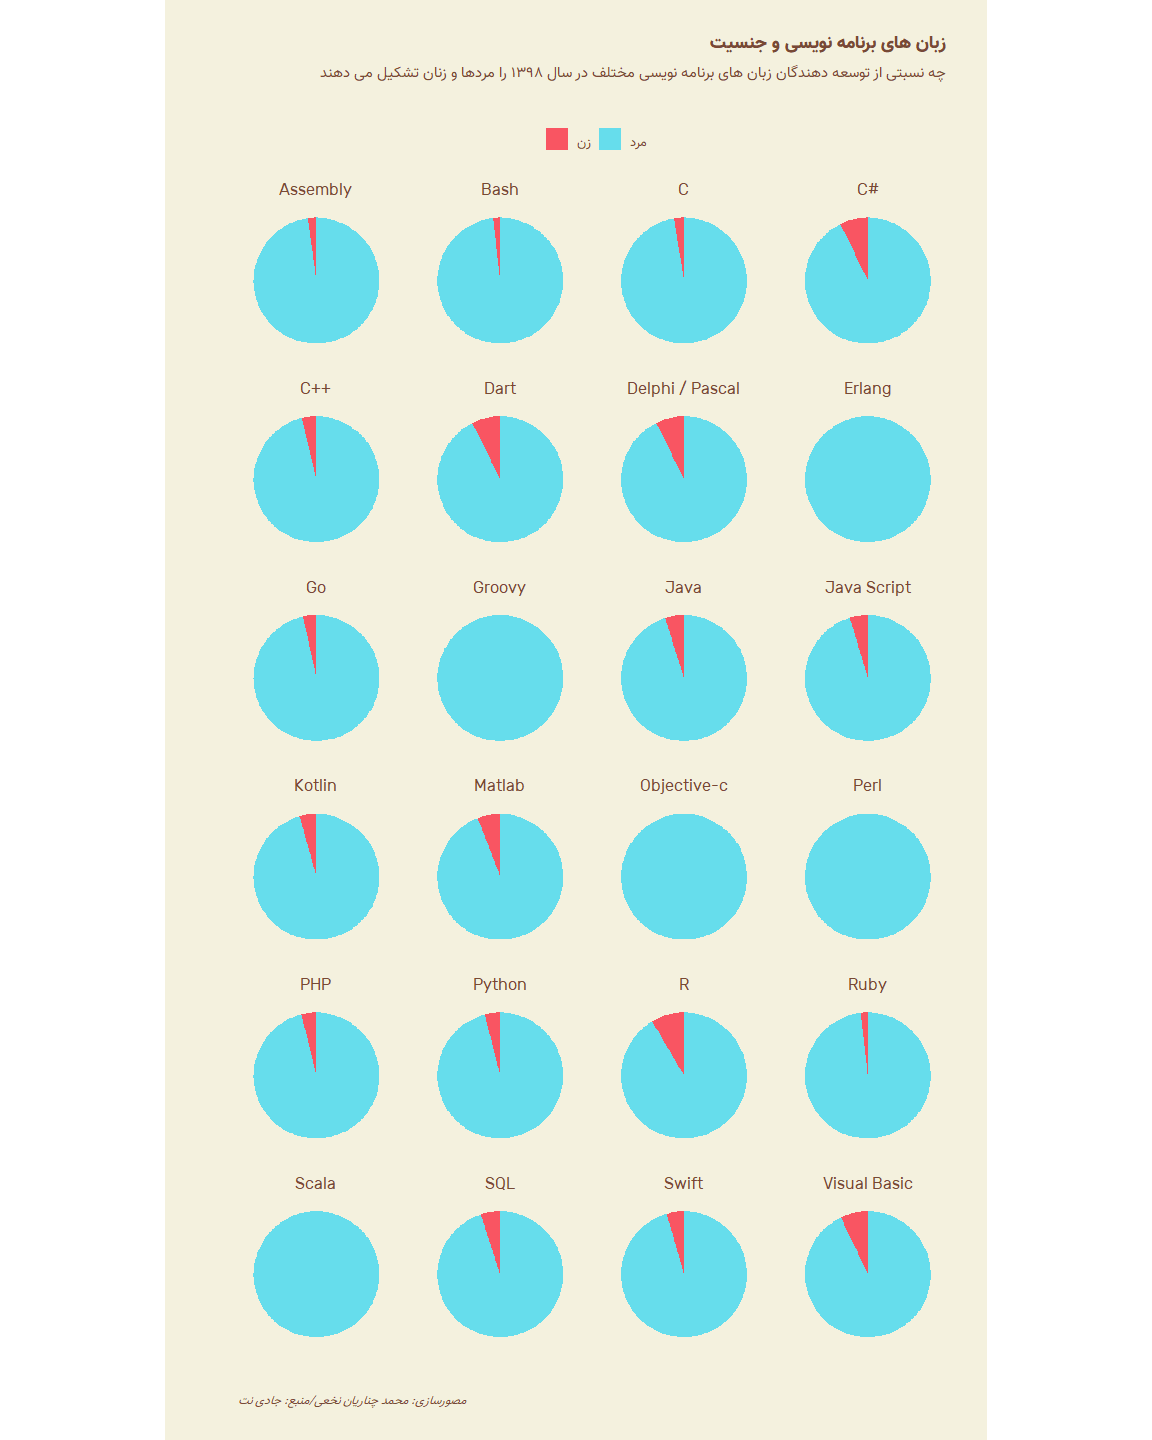 زبان های برنامه نویسی و جنسیت
چه نسبتی از توسعه دهندگان زبان های برنامه نویسی مختلف در سال ۱۳۹۸ را مردها و زنان تشکیل می دهند
مرد زن
Assembly Bash C C#
C++ Dart Delphi / Pascal Erlang
Go Groovy Java Java Script
Kotlin Matlab Objective-c Perl
PHP Python R Ruby
Scala SQL Swift Visual Basic
مصورسازی: محمد چناریان نخعی/منبع: جادی نت